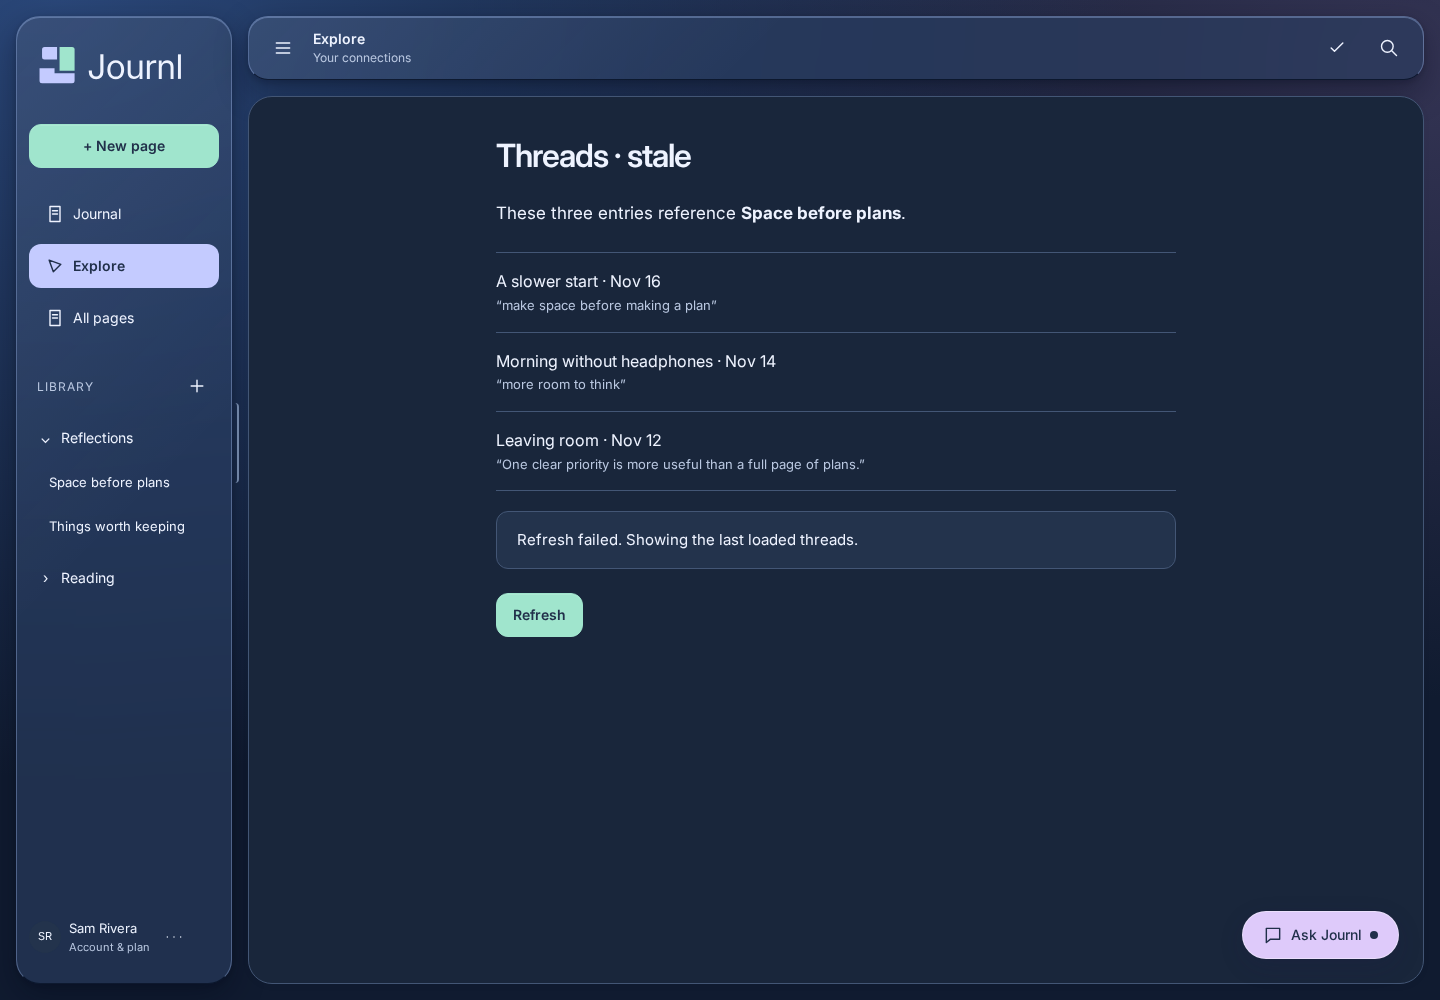 Journl
+ New page
Journal
Explore
All pages
LIBRARY
Reflections
Space before plans
Things worth keeping
Reading
SR
Sam Rivera
Account & plan
...
Explore
Your connections
Threads · stale
These three entries reference Space before plans.
A slower start · Nov 16
“make space before making a plan”
Morning without headphones · Nov 14
“more room to think”
Leaving room · Nov 12
“One clear priority is more useful than a full page of plans.”
Refresh failed. Showing the last loaded threads.
Refresh
Ask Journl